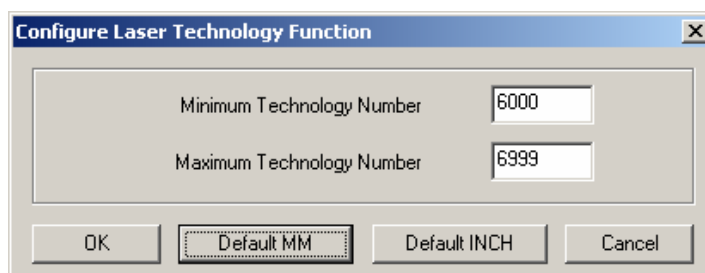 Configure Laser Technology Function
Minimum Technology Number 6000
Maximum Technology Number 6999
OK Default MM Default INCH Cancel